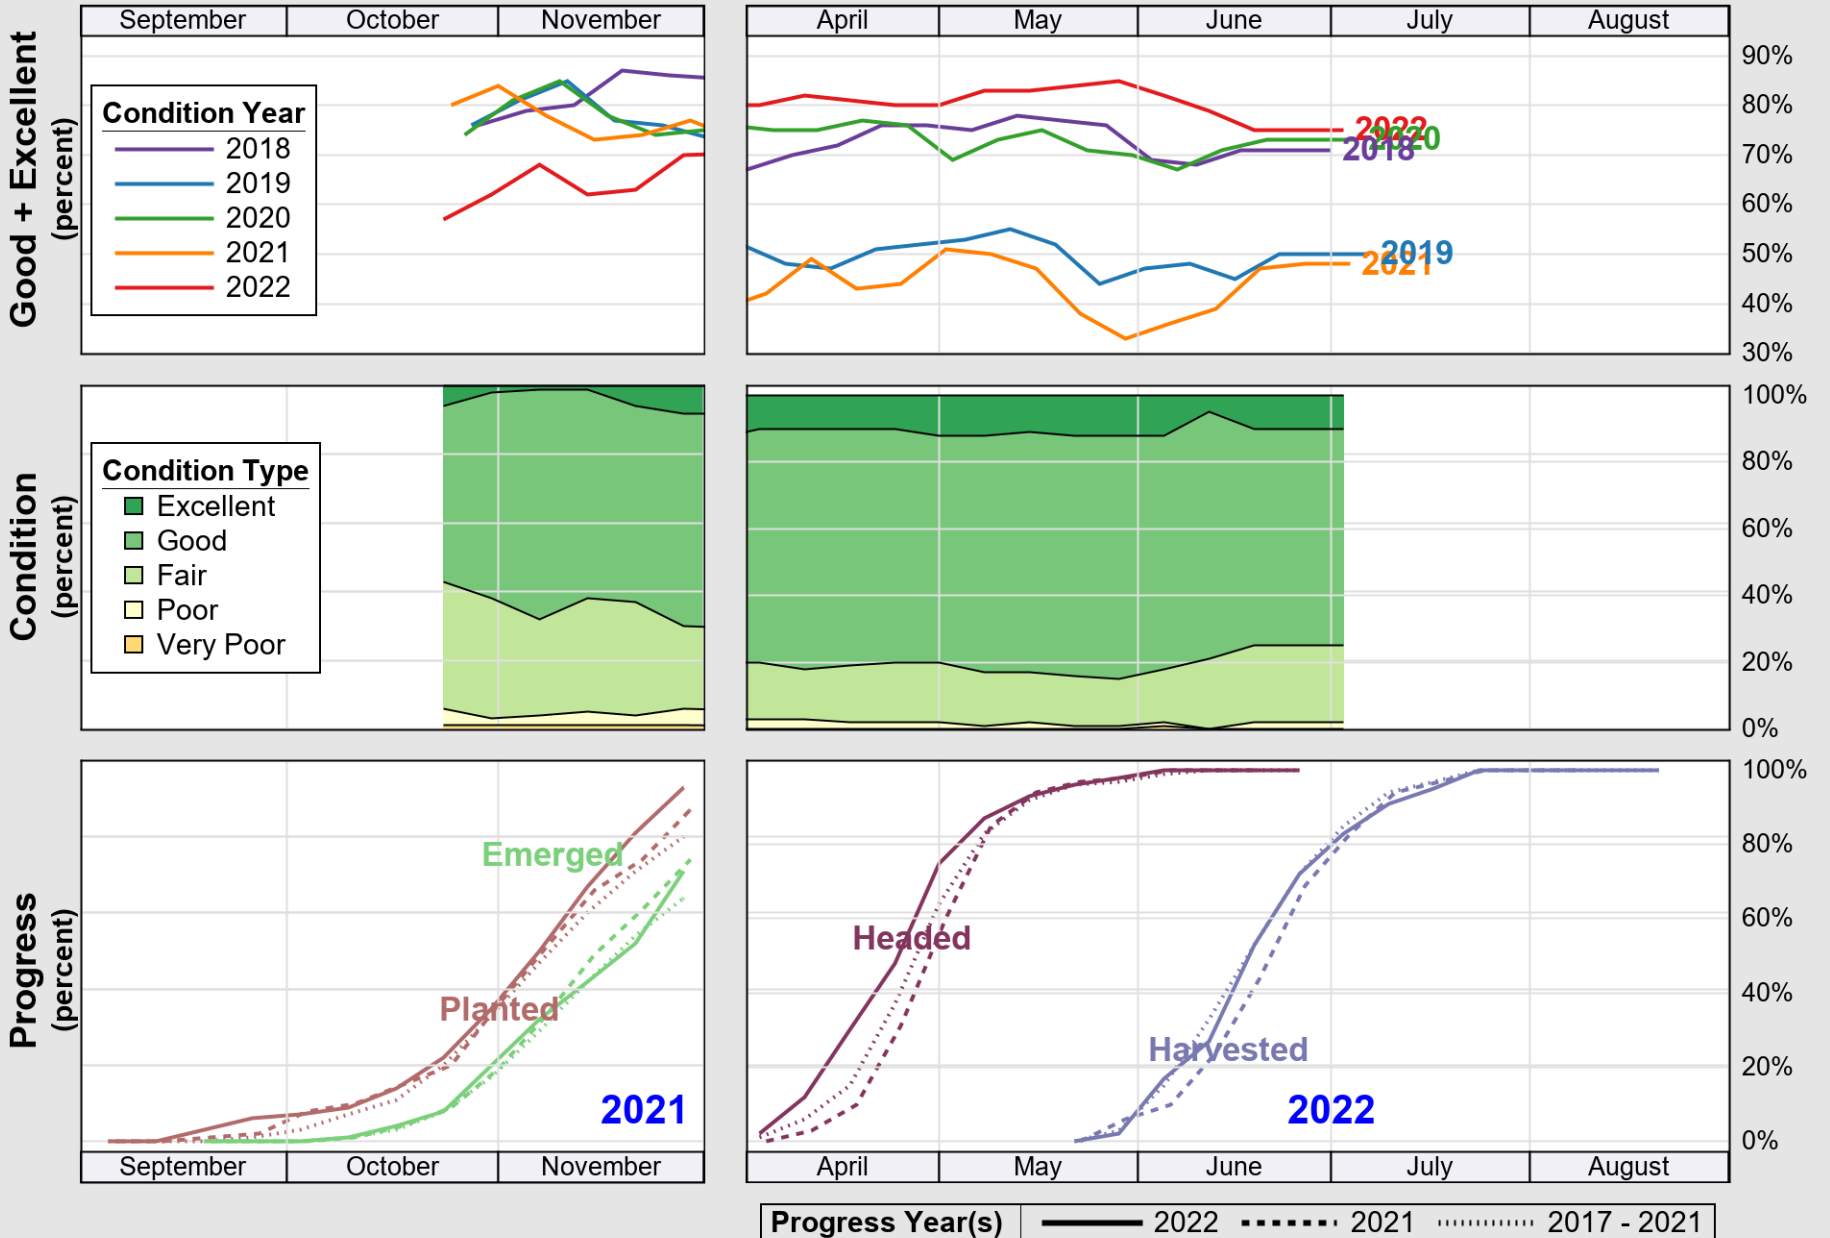 September October November April May June July August
Good + Excellent
(percent)
Condition Year
2018
2019
2020
2021
2022
2022
2020
2018
2019
2021
90%
80%
70%
60%
50%
40%
30%
Condition
(percent)
Condition Type
Excellent
Good
Fair
Poor
Very Poor
100%
80%
60%
40%
20%
0%
Progress
(percent)
Emerged
Planted
2021
Headed
Harvested
2022
100%
80%
60%
40%
20%
0%
September October November April May June July August
Progress Year(s) 2022 2021 2017 - 2021